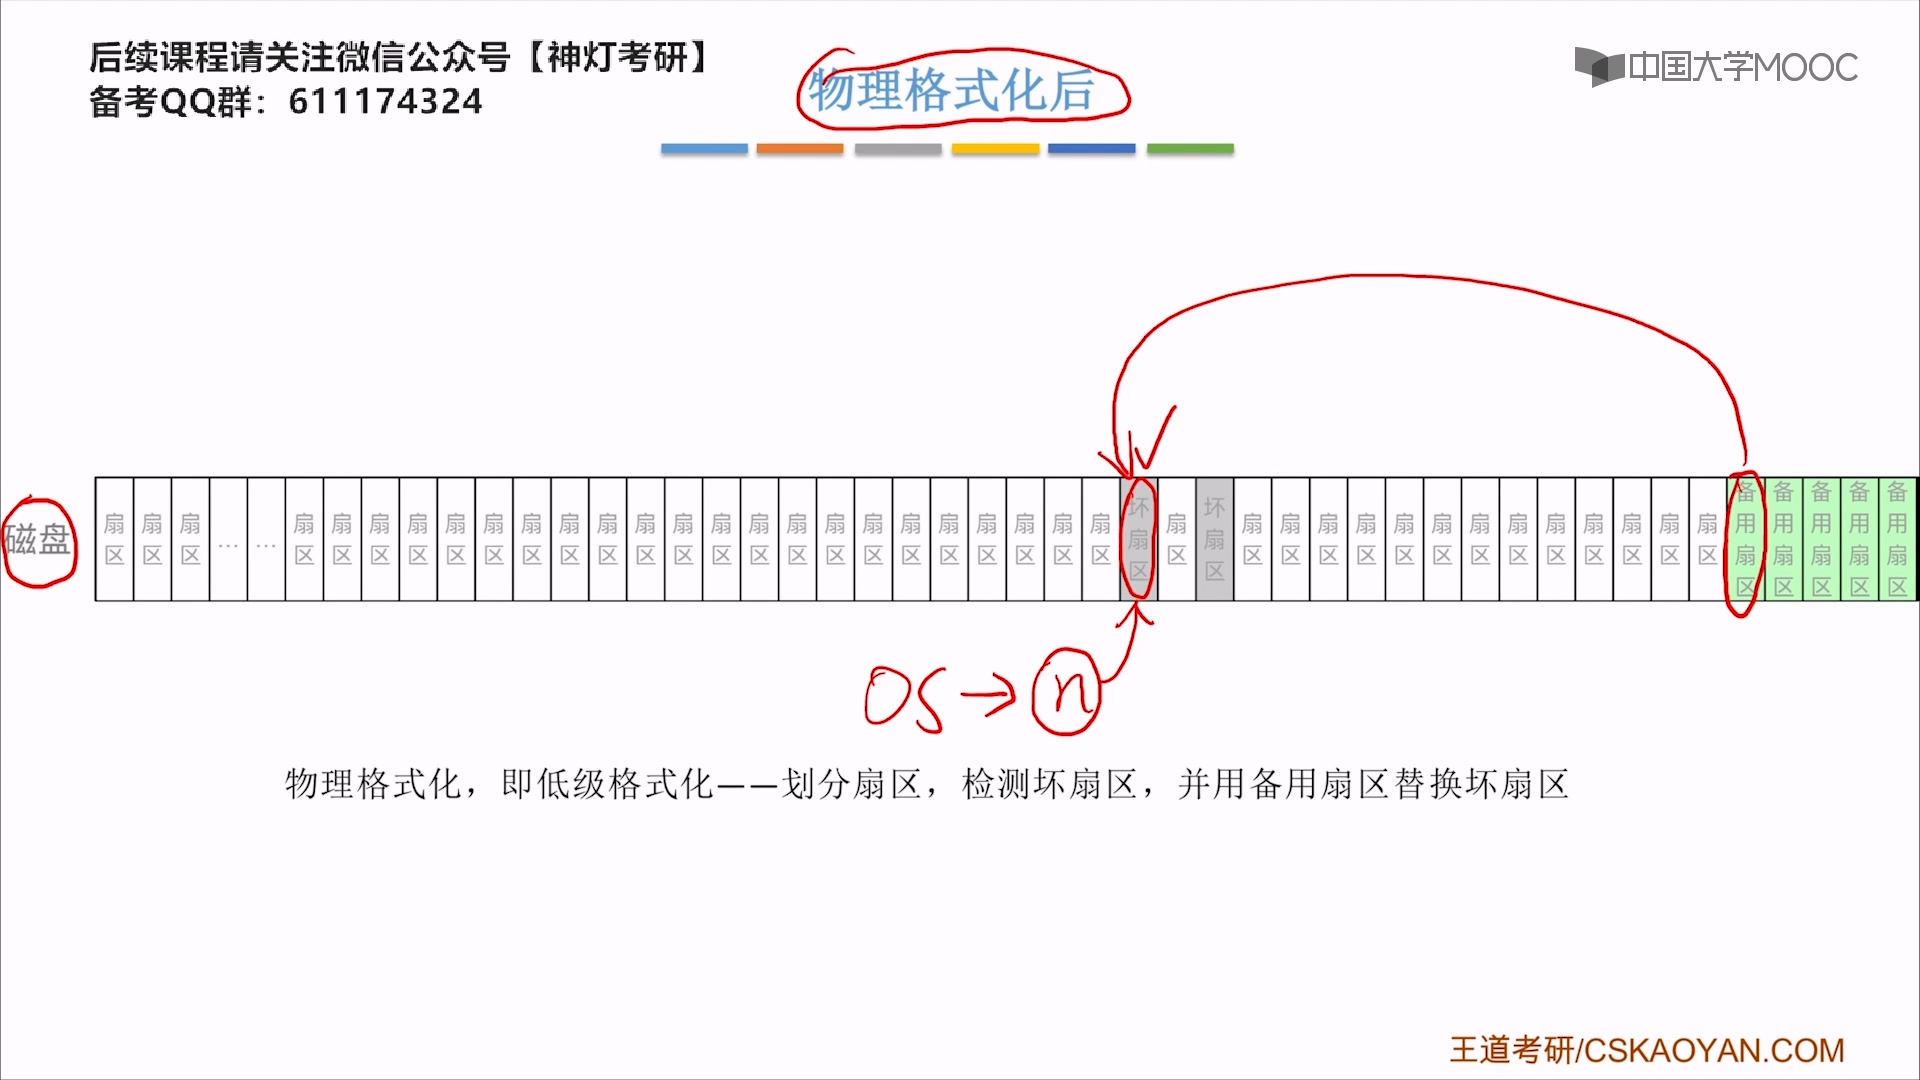 后续课程请关注微信公众号【神灯考研】
备考QQ群：611174324
物理格式化后
中国大学MOOC
磁盘
扇区 扇区 扇区 … … 扇区 扇区 扇区 扇区 扇区 扇区 扇区 扇区 扇区 扇区 扇区 扇区 扇区 扇区 扇区 扇区 扇区 扇区 扇区 扇区 扇区 扇区 坏扇区 扇区 坏扇区 扇区 扇区 扇区 扇区 扇区 扇区 扇区 扇区 扇区 扇区 扇区 扇区 扇区 备用扇区 备用扇区 备用扇区 备用扇区 备用扇区
OS→n
物理格式化，即低级格式化——划分扇区，检测坏扇区，并用备用扇区替换坏扇区
王道考研/CSKAOYAN.COM